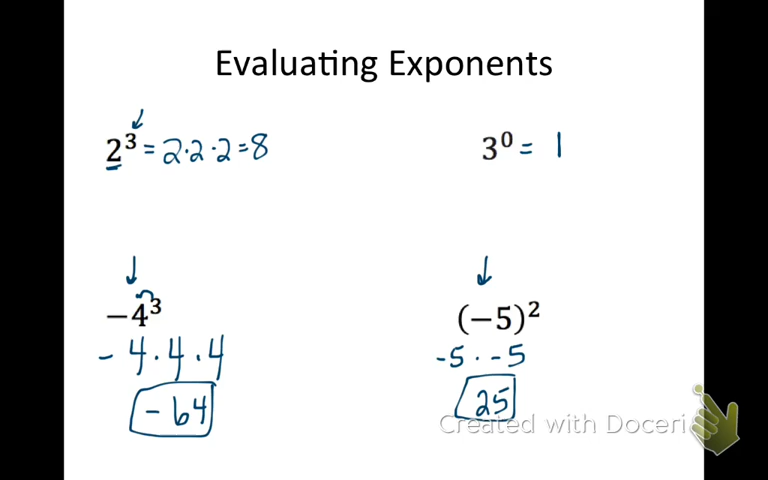 Evaluating Exponents
2³ = 2·2·2=8
3⁰ = 1
−4³
- 4·4·4
-64
(−5)²
-5 · -5
25
Created with Doceri